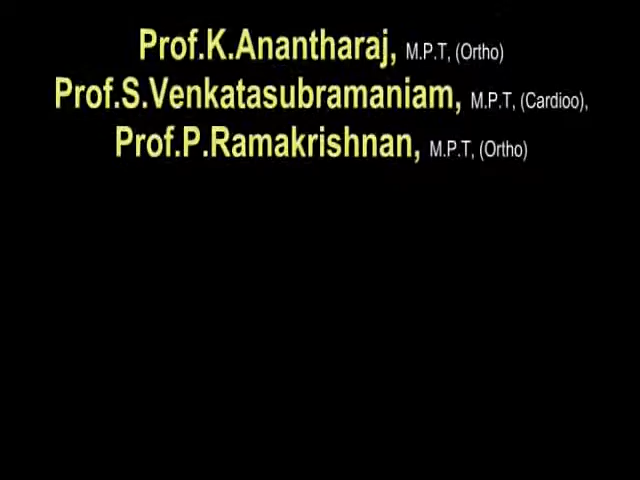 Prof.K.Anantharaj, M.P.T, (Ortho)
Prof.S.Venkatasubramaniam, M.P.T, (Cardioo),
Prof.P.Ramakrishnan, M.P.T, (Ortho)